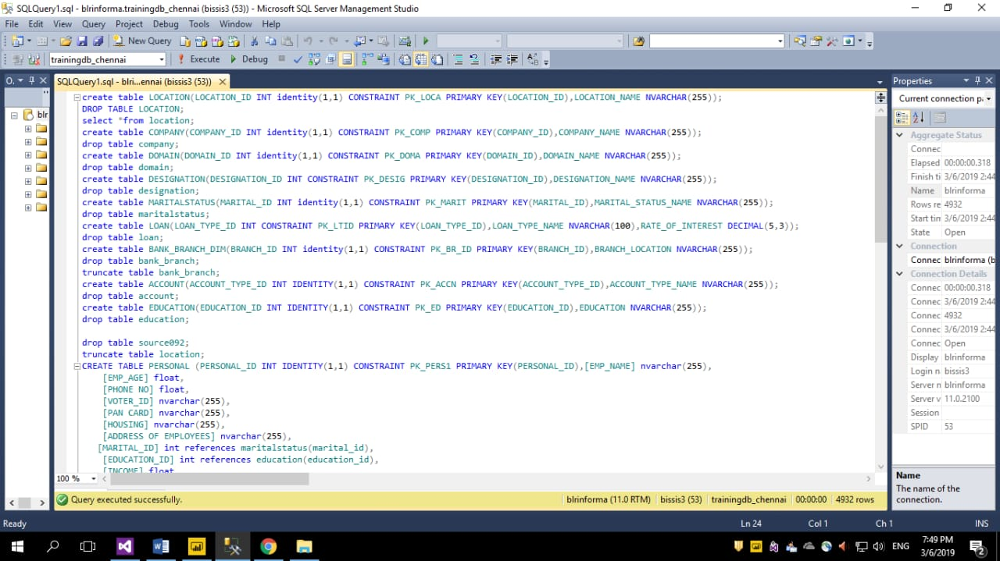 SQLQuery1.sql - blrinforma.trainingdb_chennai (bissis3 (53)) - Microsoft SQL Server Management Studio
File Edit View Query Project Debug Tools Window Help
New Query
trainingdb_chennai Execute Debug
O.
SQLQuery1.sql - blri...ennai (bissis3 (53))
blr
create table LOCATION(LOCATION_ID INT identity(1,1) CONSTRAINT PK_LOCA PRIMARY KEY(LOCATION_ID),LOCATION_NAME NVARCHAR(255));
DROP TABLE LOCATION;
select *from location;
create table COMPANY(COMPANY_ID INT identity(1,1) CONSTRAINT PK_COMP PRIMARY KEY(COMPANY_ID),COMPANY_NAME NVARCHAR(255));
drop table company;
create table DOMAIN(DOMAIN_ID INT identity(1,1) CONSTRAINT PK_DOMA PRIMARY KEY(DOMAIN_ID),DOMAIN_NAME NVARCHAR(255));
drop table domain;
create table DESIGNATION(DESIGNATION_ID INT CONSTRAINT PK_DESIG PRIMARY KEY(DESIGNATION_ID),DESIGNATION_NAME NVARCHAR(255));
drop table designation;
create table MARITALSTATUS(MARITAL_ID INT identity(1,1) CONSTRAINT PK_MARIT PRIMARY KEY(MARITAL_ID),MARITAL_STATUS_NAME NVARCHAR(255));
drop table maritalstatus;
create table LOAN(LOAN_TYPE_ID INT CONSTRAINT PK_LTID PRIMARY KEY(LOAN_TYPE_ID),LOAN_TYPE_NAME NVARCHAR(100),RATE_OF_INTEREST DECIMAL(5,3));
drop table loan;
create table BANK_BRANCH_DIM(BRANCH_ID INT identity(1,1) CONSTRAINT PK_BR_ID PRIMARY KEY(BRANCH_ID),BRANCH_LOCATION NVARCHAR(255));
drop table bank_branch;
truncate table bank_branch;
create table ACCOUNT(ACCOUNT_TYPE_ID INT IDENTITY(1,1) CONSTRAINT PK_ACCN PRIMARY KEY(ACCOUNT_TYPE_ID),ACCOUNT_TYPE_NAME NVARCHAR(255));
drop table account;
create table EDUCATION(EDUCATION_ID INT IDENTITY(1,1) CONSTRAINT PK_ED PRIMARY KEY(EDUCATION_ID),EDUCATION NVARCHAR(255));
drop table education;
drop table source092;
truncate table location;
CREATE TABLE PERSONAL (PERSONAL_ID INT IDENTITY(1,1) CONSTRAINT PK_PERS1 PRIMARY KEY(PERSONAL_ID),[EMP_NAME] nvarchar(255),
[EMP_AGE] float,
[PHONE NO] float,
[VOTER_ID] nvarchar(255),
[PAN CARD] nvarchar(255),
[HOUSING] nvarchar(255),
[ADDRESS OF EMPLOYEES] nvarchar(255),
[MARITAL_ID] int references maritalstatus(marital_id),
[EDUCATION_ID] int references education(education_id),
[INCOME] float
100 %
Query executed successfully. blrinforma (11.0 RTM) bissis3 (53) trainingdb_chennai 00:00:00 4932 rows
Properties
Current connection pa
Aggregate Status
Connec
Elapsed 00:00:00.318
Finish ti 3/6/2019 2:44
Name blrinforma
Rows re 4932
Start tim 3/6/2019 2:44
State Open
Connection
Connec blrinforma (b
Connection Details
Connec 00:00:00.318
Connec 3/6/2019 2:44
Connec 4932
Connec 3/6/2019 2:44
Connec Open
Display blrinforma
Login n bissis3
Server n blrinforma
Server v 11.0.2100
Session
SPID 53
Name
The name of the
connection.
Ready Ln 24 Col 1 Ch 1 INS
ENG
7:49 PM
3/6/2019
2